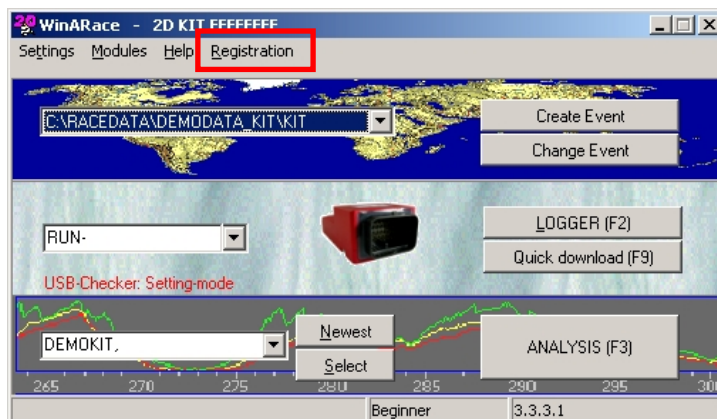 WinARace - 2D KIT FFFFFFFF
Settings Modules Help Registration
C:\RACEDATA\DEMODATA_KIT\KIT
Create Event
Change Event
RUN-
LOGGER (F2)
Quick download (F9)
USB-Checker: Setting-mode
DEMOKIT,
Newest
Select
ANALYSIS (F3)
265 270 275 280 285 290 295 300
Beginner 3.3.3.1